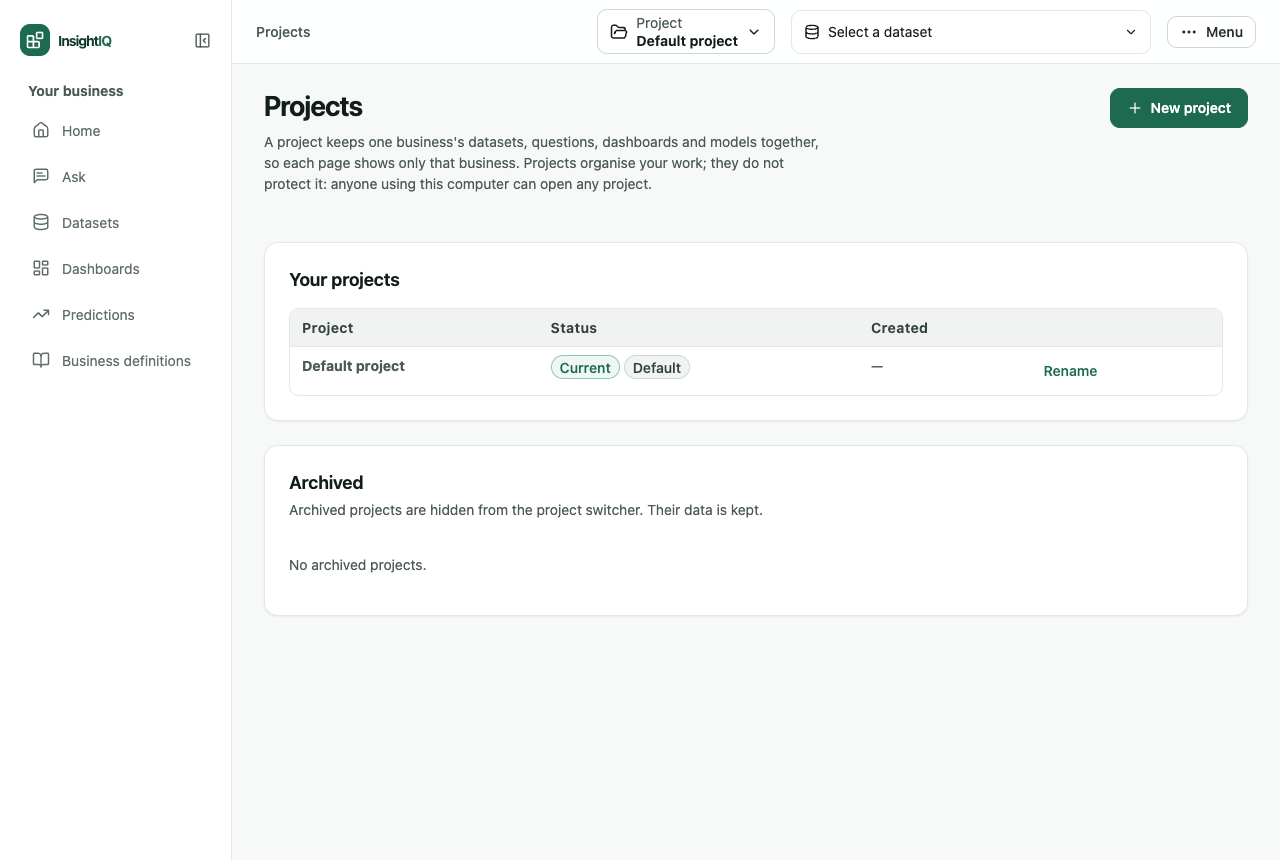 InsightIQ
Your business
Home
Ask
Datasets
Dashboards
Predictions
Business definitions
Projects
Project
Default project
Select a dataset
Menu
Projects
New project
A project keeps one business's datasets, questions, dashboards and models together,
so each page shows only that business. Projects organise your work; they do not
protect it: anyone using this computer can open any project.
Your projects
Project Status Created
Default project Current Default — Rename
Archived
Archived projects are hidden from the project switcher. Their data is kept.
No archived projects.